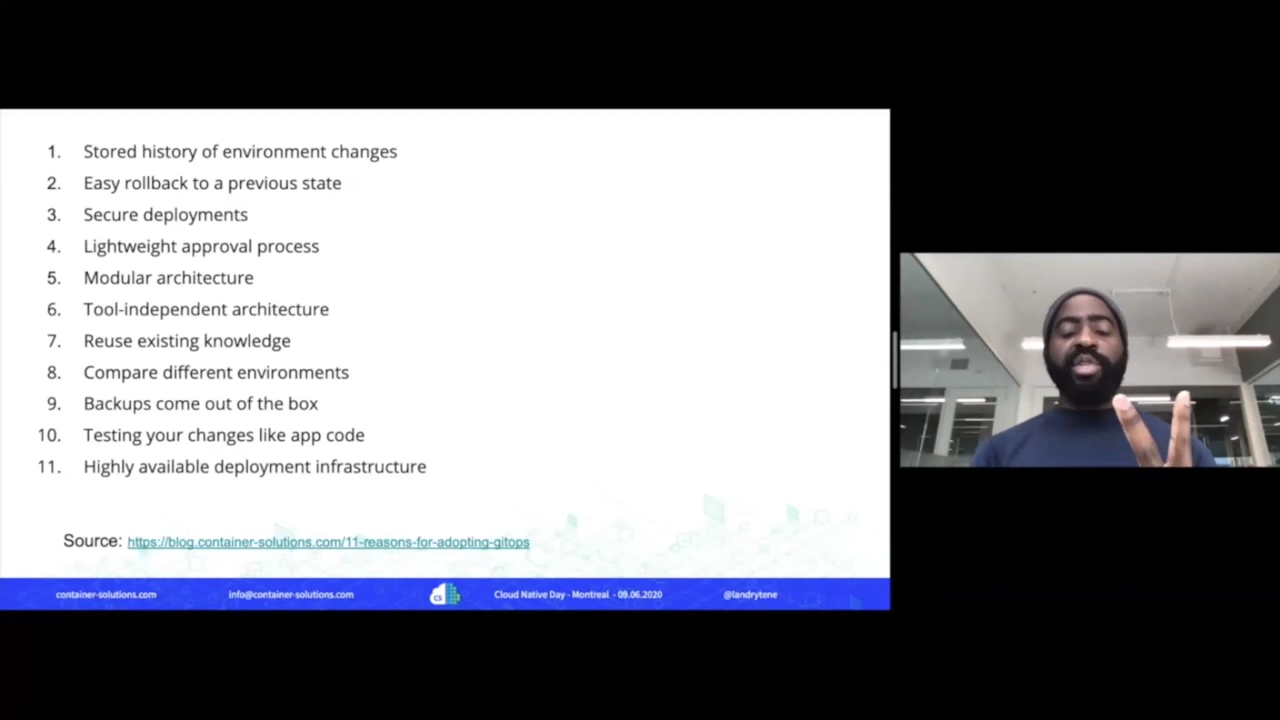 1. Stored history of environment changes
2. Easy rollback to a previous state
3. Secure deployments
4. Lightweight approval process
5. Modular architecture
6. Tool-independent architecture
7. Reuse existing knowledge
8. Compare different environments
9. Backups come out of the box
10. Testing your changes like app code
11. Highly available deployment infrastructure
Source: https://blog.container-solutions.com/11-reasons-for-adopting-gitops
container-solutions.com info@container-solutions.com CS Cloud Native Day - Montreal - 09.06.2020 @landrytene